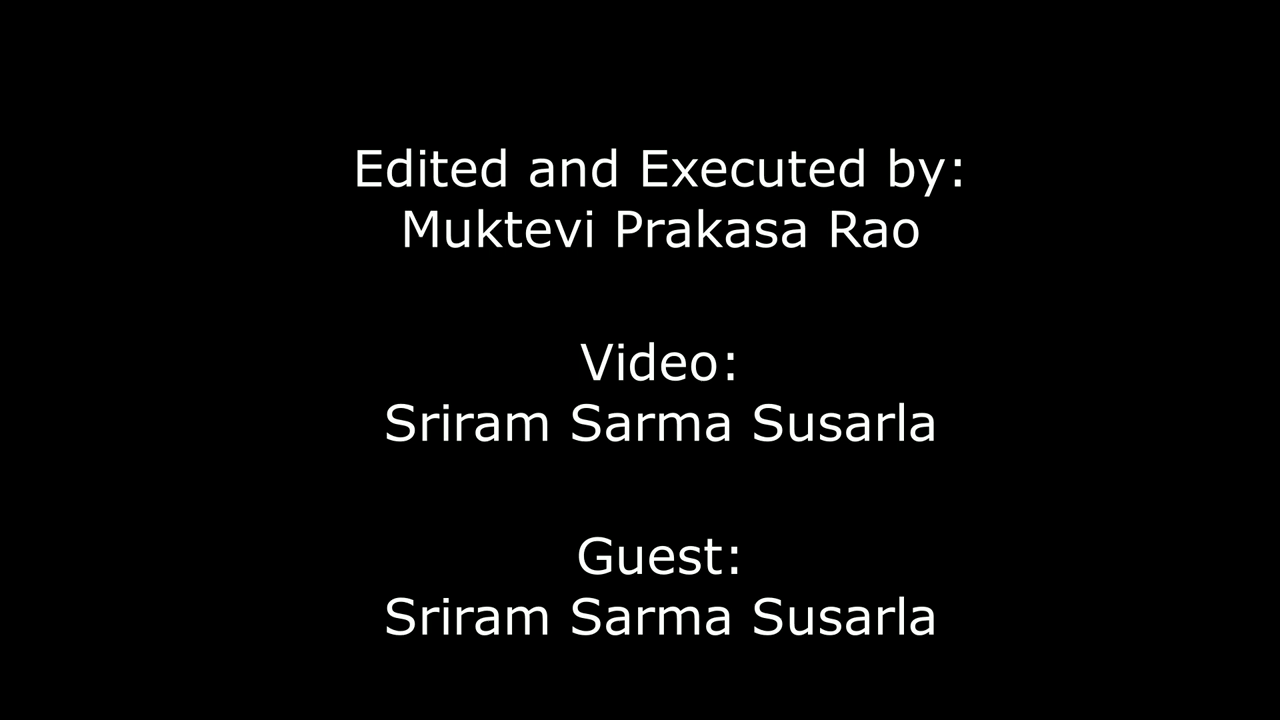 Edited and Executed by:
Muktevi Prakasa Rao
Video:
Sriram Sarma Susarla
Guest:
Sriram Sarma Susarla